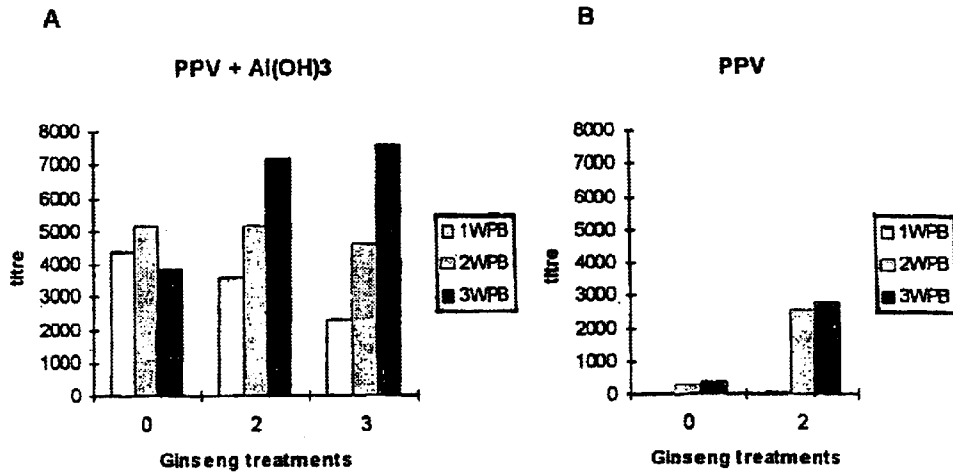 A
PPV + Al(OH)3
8000
7000
6000
5000
4000
3000
2000
1000
0
titre
0 2 3
Ginseng treatments
1WPB
2WPB
3WPB
B
PPV
8000
7000
6000
5000
4000
3000
2000
1000
0
titre
0 2
Ginseng treatments
1WPB
2WPB
3WPB